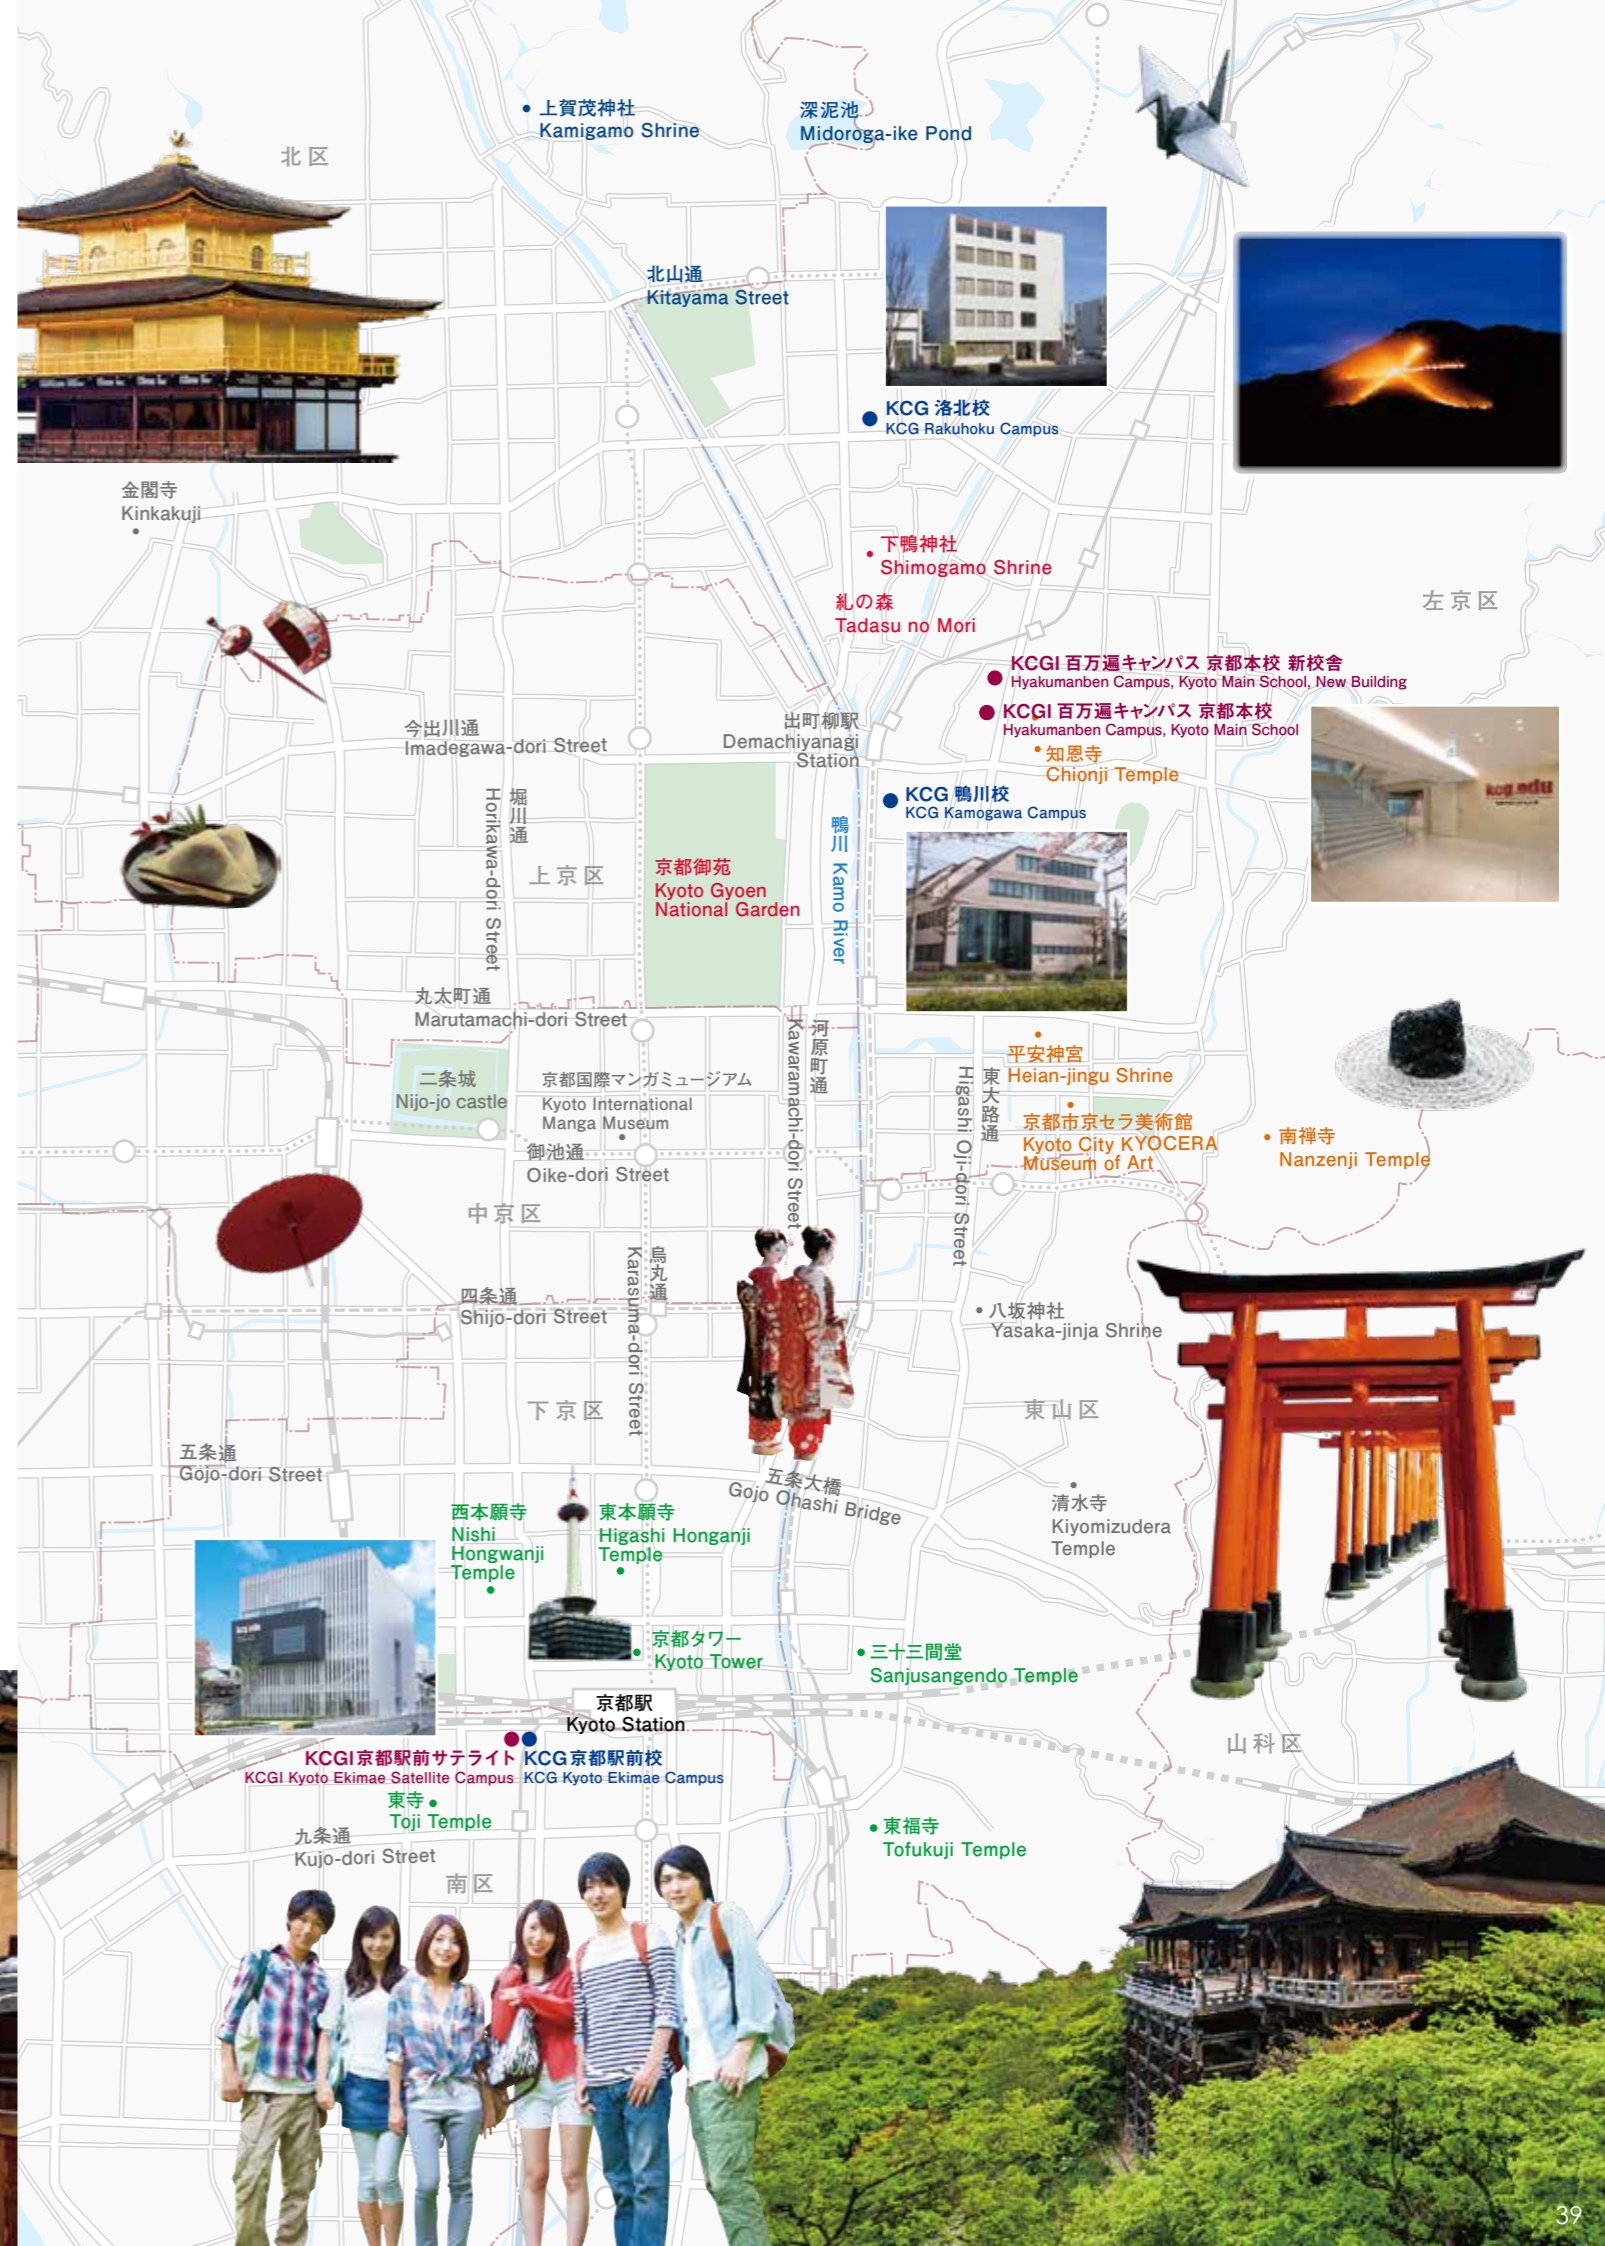 上賀茂神社
Kamigamo Shrine
深泥池
Midoroga-ike Pond
北区
北山通
Kitayama Street
KCG 洛北校
KCG Rakuhoku Campus
金閣寺
Kinkakuji
下鴨神社
Shimogamo Shrine
糺の森
Tadasu no Mori
左京区
KCGI 百万遍キャンパス 京都本校 新校舎
Hyakumanben Campus, Kyoto Main School, New Building
KCGI 百万遍キャンパス 京都本校
Hyakumanben Campus, Kyoto Main School
今出川通
Imadegawa-dori Street
出町柳駅
Demachiyanagi
Station
知恩寺
Chionji Temple
kcg.edu
KCG 鴨川校
KCG Kamogawa Campus
堀川通
Horikawa-dori Street
上京区
京都御苑
Kyoto Gyoen
National Garden
鴨川 Kamo River
丸太町通
Marutamachi-dori Street
河原町通
Kawaramachi-dori Street
二条城
Nijo-jo castle
京都国際マンガミュージアム
Kyoto International
Manga Museum
東大路通
Higashi Oji-dori Street
平安神宮
Heian-jingu Shrine
京都市京セラ美術館
Kyoto City KYOCERA
Museum of Art
南禅寺
Nanzenji Temple
御池通
Oike-dori Street
中京区
烏丸通
Karasuma-dori Street
四条通
Shijo-dori Street
八坂神社
Yasaka-jinja Shrine
下京区
東山区
五条通
Gojo-dori Street
五条大橋
Gojo Ohashi Bridge
清水寺
Kiyomizudera
Temple
西本願寺
Nishi
Hongwanji
Temple
東本願寺
Higashi Honganji
Temple
kcg.edu
京都タワー
Kyoto Tower
三十三間堂
Sanjusangendo Temple
京都駅
Kyoto Station
山科区
KCGI京都駅前サテライト
KCGI Kyoto Ekimae Satellite Campus
KCG京都駅前校
KCG Kyoto Ekimae Campus
東寺
Toji Temple
九条通
Kujo-dori Street
東福寺
Tofukuji Temple
南区
39